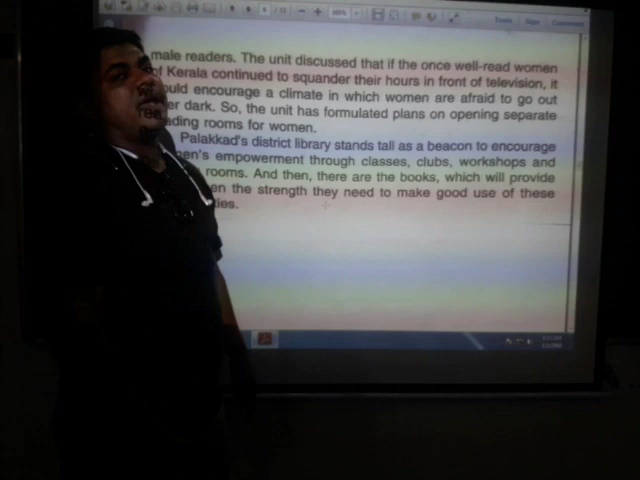 Tools Sign Comment
male readers. The unit discussed that if the once well-read women
of Kerala continued to squander their hours in front of television, it
ould encourage a climate in which women are afraid to go out
er dark. So, the unit has formulated plans on opening separate
ading rooms for women.
Palakkad's district library stands tall as a beacon to encourage
en's empowerment through classes, clubs, workshops and
rooms. And then, there are the books, which will provide
en the strength they need to make good use of these
ties.